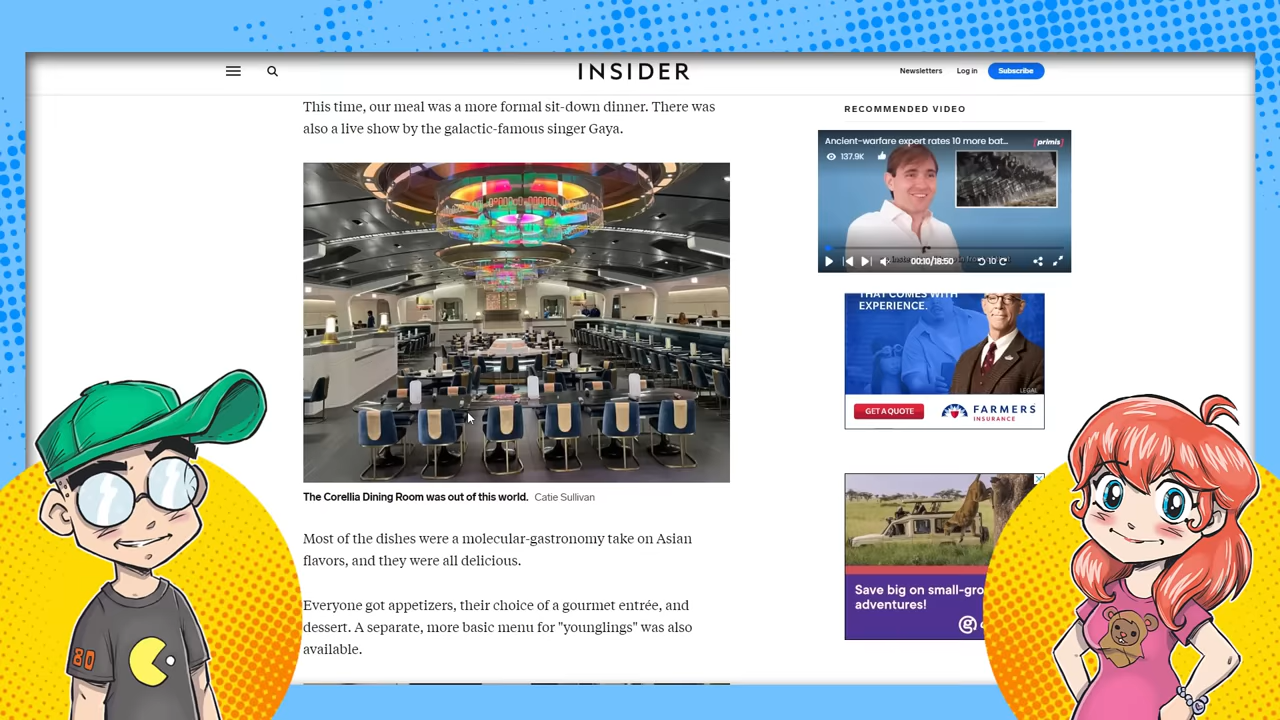 INSIDER
Newsletters
Log in
Subscribe
This time, our meal was a more formal sit-down dinner. There was
also a live show by the galactic-famous singer Gaya.
The Corellia Dining Room was out of this world. Catie Sullivan
Most of the dishes were a molecular-gastronomy take on Asian
flavors, and they were all delicious.
Everyone got appetizers, their choice of a gourmet entrée, and
dessert. A separate, more basic menu for "younglings" was also
available.
RECOMMENDED VIDEO
Ancient-warfare expert rates 10 more bat...
primis
137.9K
00:10/18:50
THAT COMES WITH
EXPERIENCE.
LEGAL
GET A QUOTE
FARMERS
INSURANCE
Save big on small-gro
adventures!
80